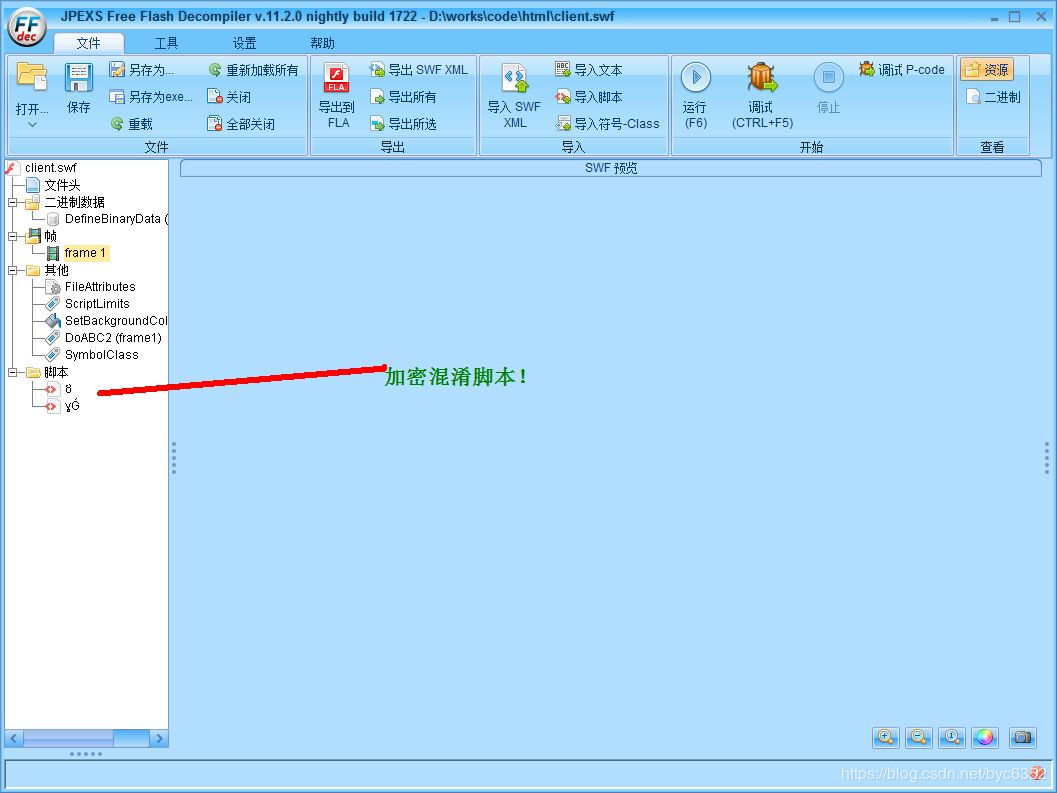 JPEXS Free Flash Decompiler v.11.2.0 nightly build 1722 - D:\works\code\html\client.swf
FF
dec
文件 工具 设置 帮助
打开... 保存 另存为... 重新加载所有
另存为exe... 关闭
重载 全部关闭
文件
FLA
导出到 FLA
导出 SWF XML
导出所有
导出所选
导出
导入 SWF XML
导入文本
导入脚本
导入符号-Class
导入
运行 (F6)
调试 (CTRL+F5)
停止
调试 P-code
开始
资源
二进制
查看
client.swf
文件头
二进制数据
DefineBinaryData (
帧
frame 1
其他
FileAttributes
ScriptLimits
SetBackgroundCol
DoABC2 (frame1)
SymbolClass
脚本
SWF 预览
加密混淆脚本！